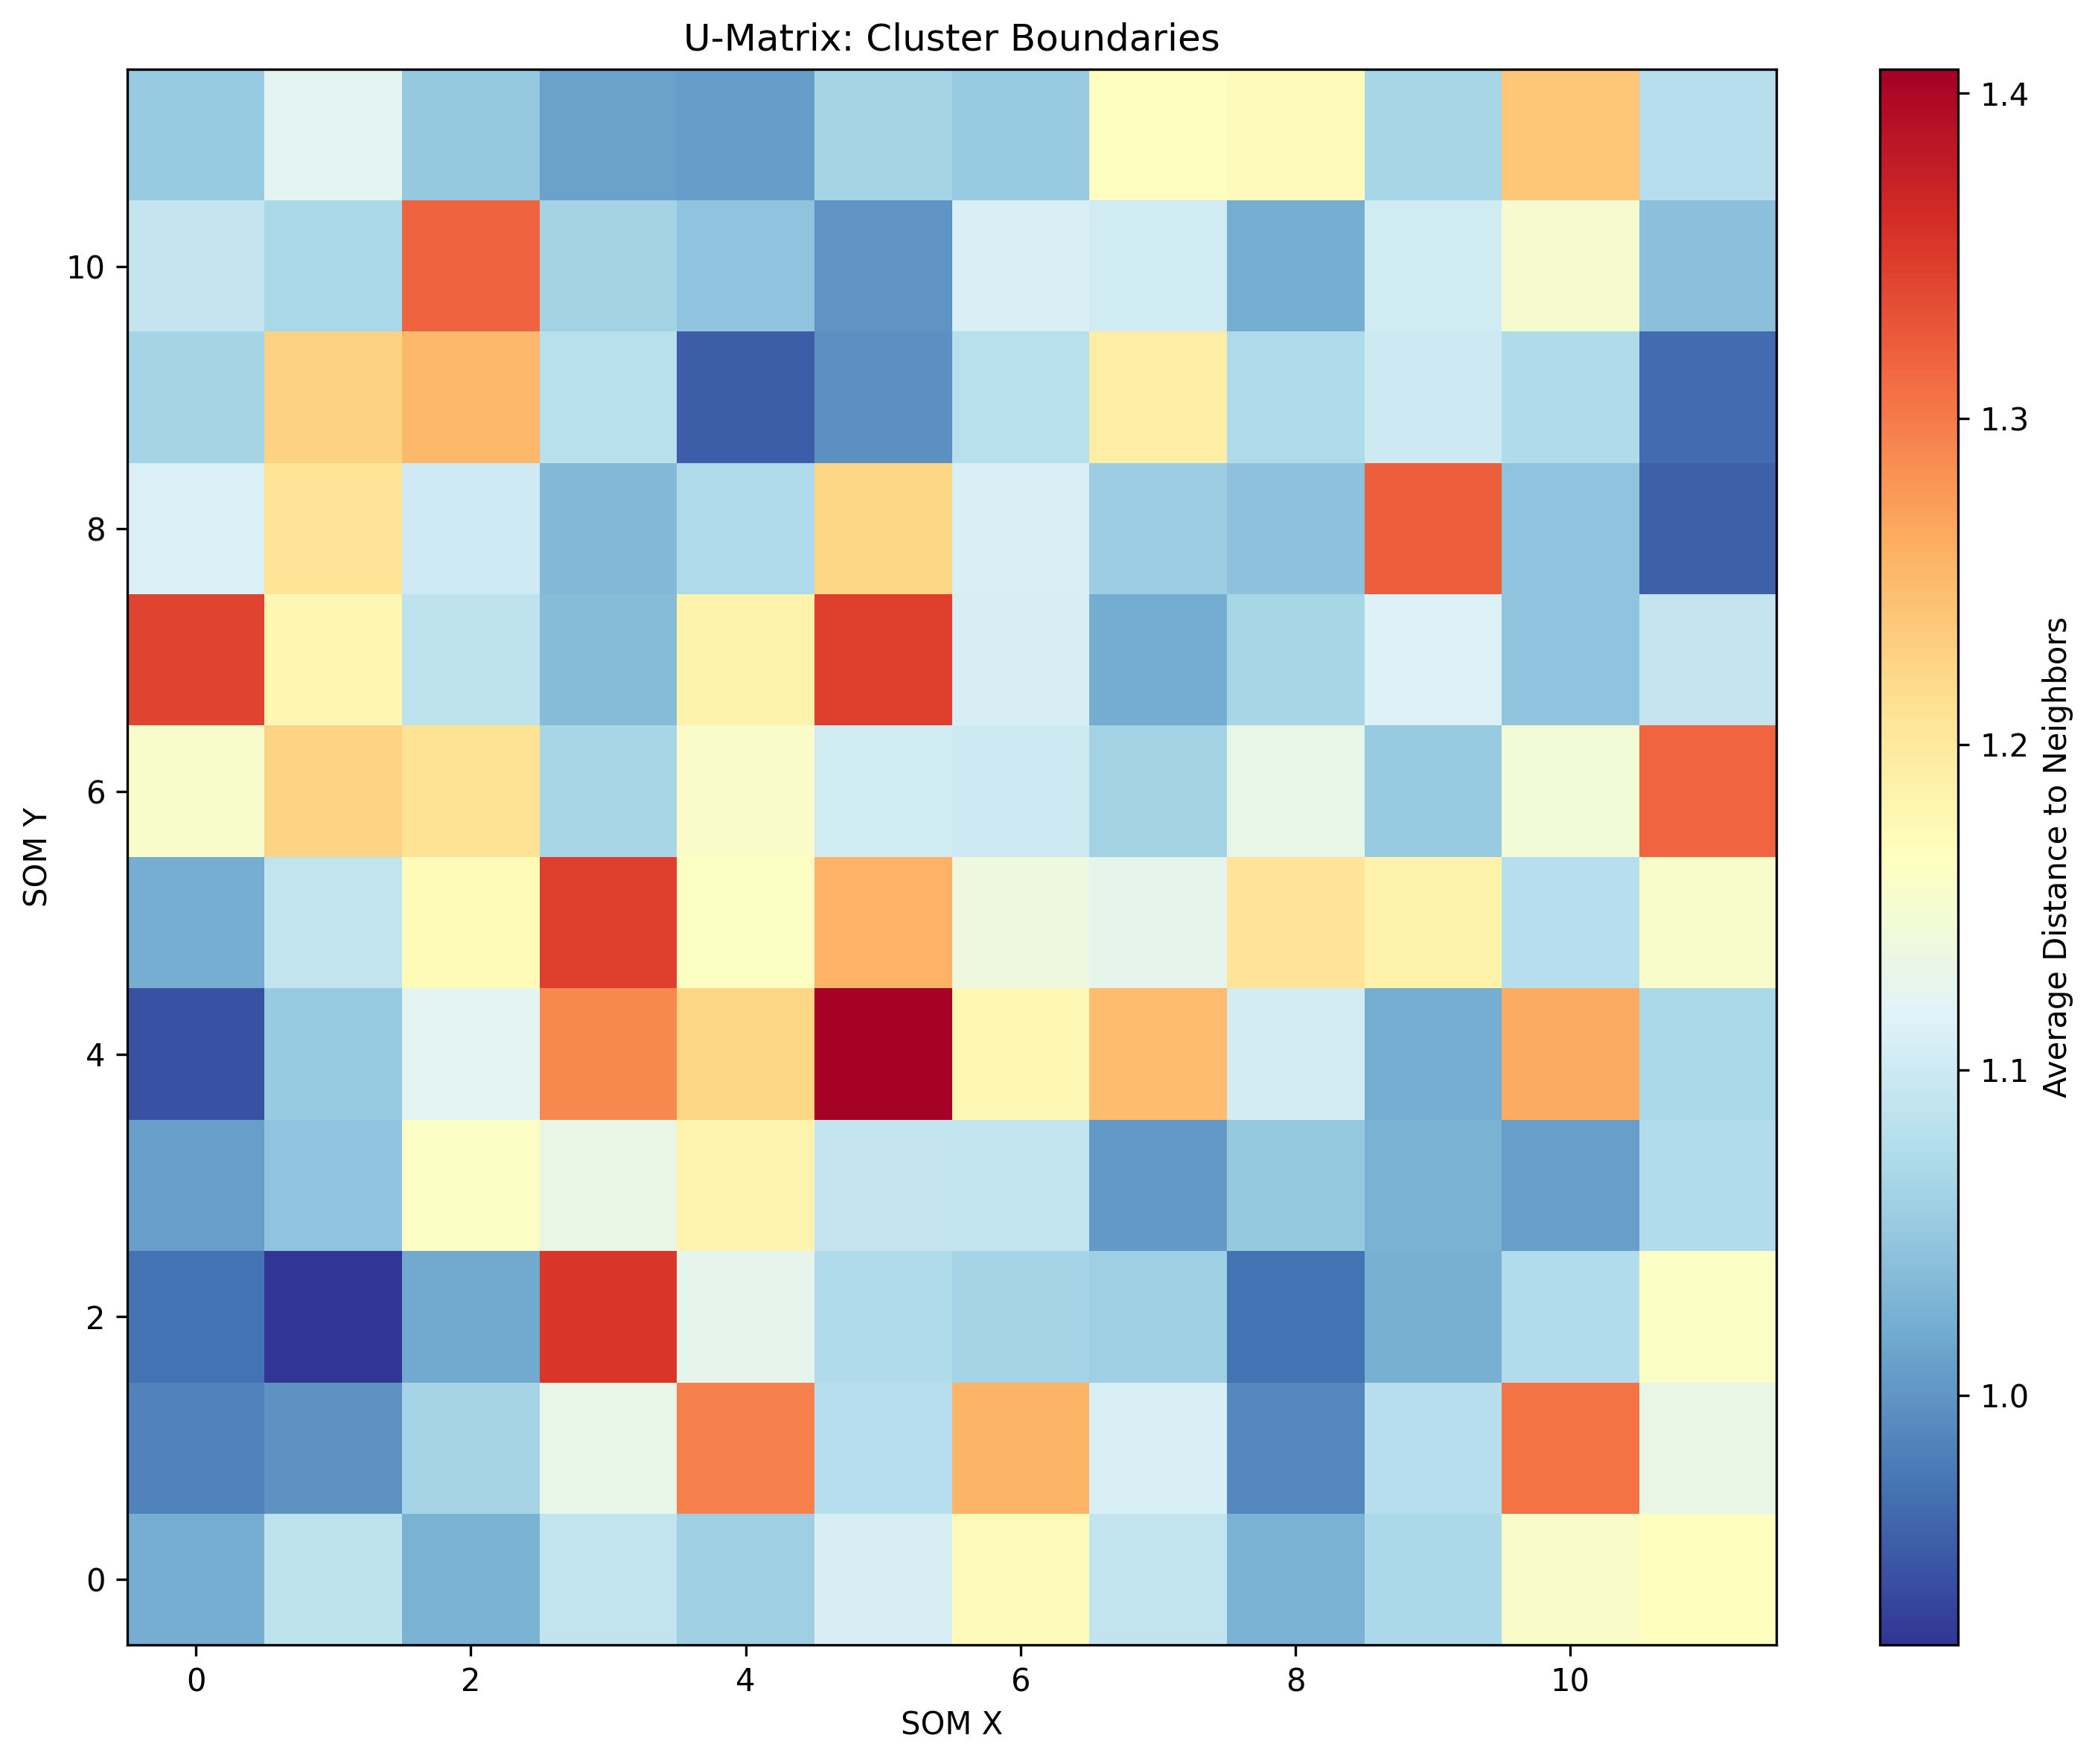 U-Matrix: Cluster Boundaries
10
8
6
4
2
0
SOM Y
0 2 4 6 8 10
SOM X
1.4
1.3
1.2
1.1
1.0
Average Distance to Neighbors